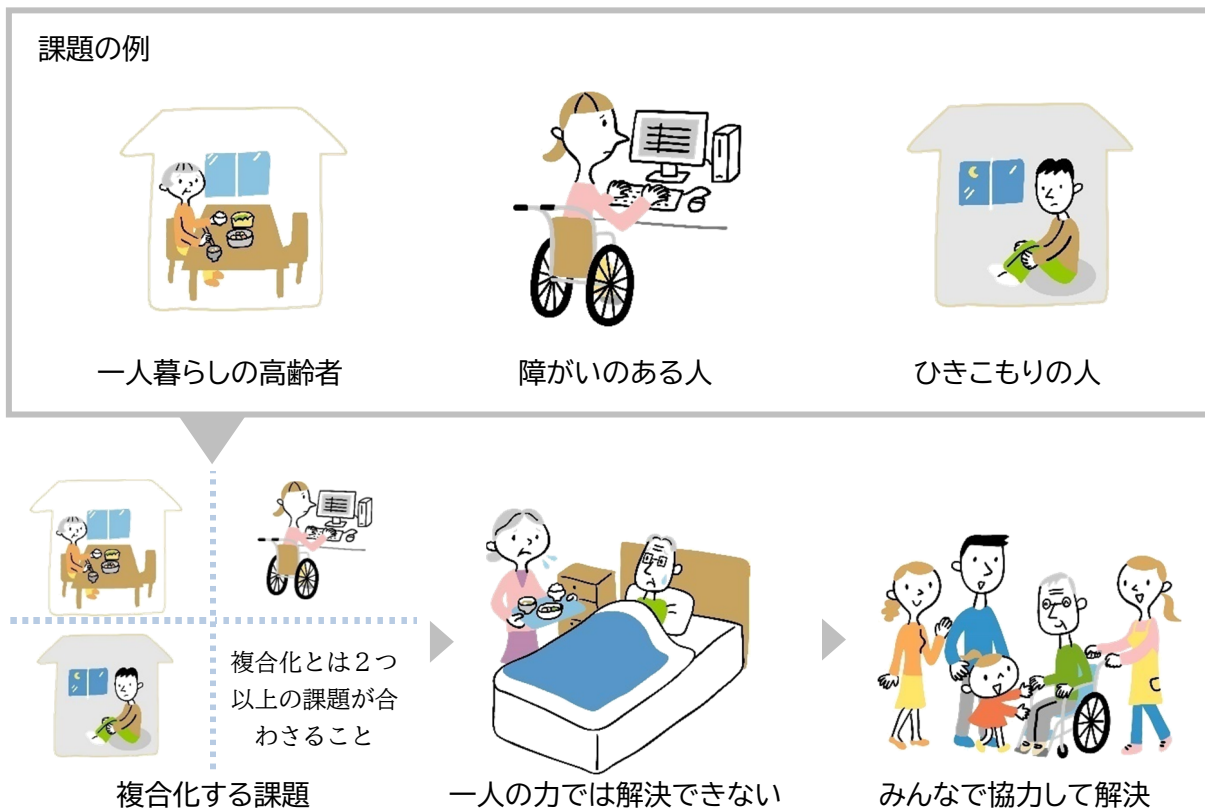 課題の例
一人暮らしの高齢者
障がいのある人
ひきこもりの人
複合化とは２つ
以上の課題が合
わさること
複合化する課題
一人の力では解決できない
みんなで協力して解決